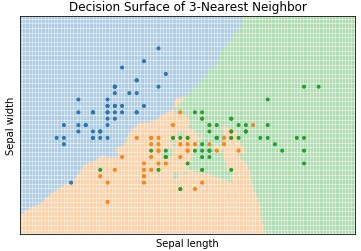 Decision Surface of 3-Nearest Neighbor
Sepal width
Sepal length